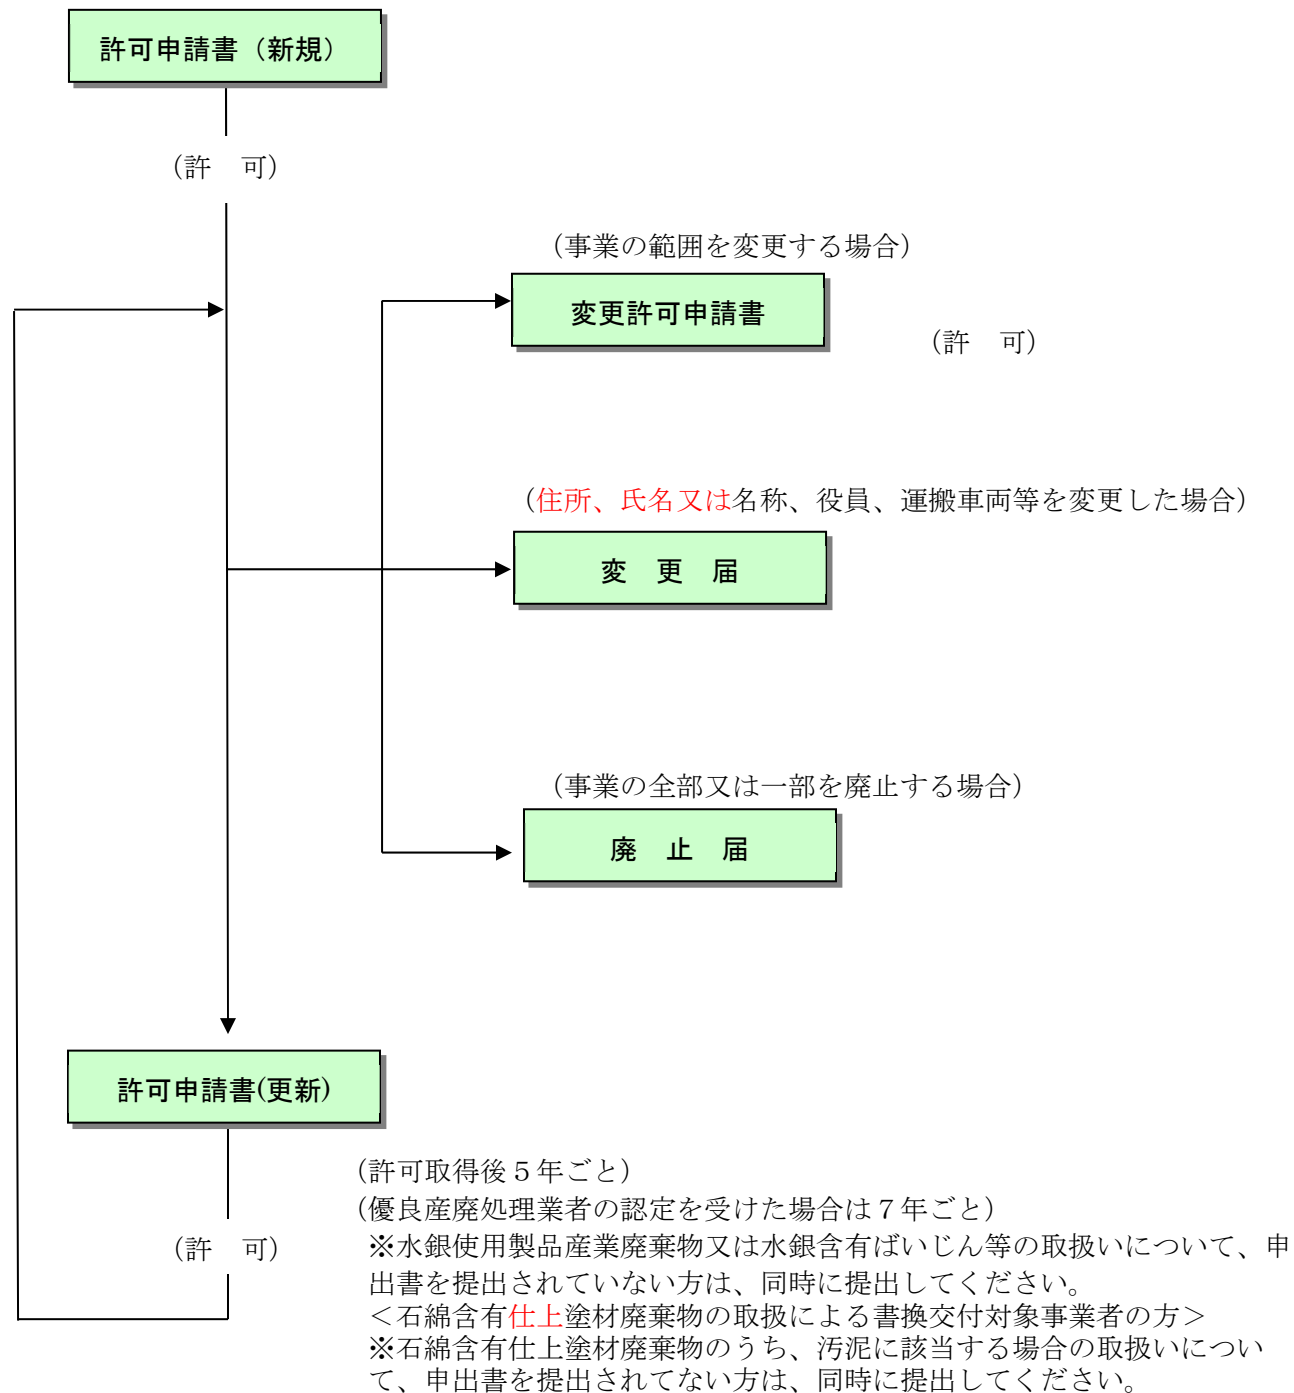 許可申請書（新規）
（許　可）
（事業の範囲を変更する場合）
変更許可申請書
（許　可）
（住所、氏名又は名称、役員、運搬車両等を変更した場合）
変　更　届
（事業の全部又は一部を廃止する場合）
廃　止　届
許可申請書(更新)
（許可取得後５年ごと）
（優良産廃処理業者の認定を受けた場合は７年ごと）
（許　可）
※水銀使用製品産業廃棄物又は水銀含有ばいじん等の取扱いについて、申
出書を提出されていない方は、同時に提出してください。
＜石綿含有仕上塗材廃棄物の取扱による書換交付対象事業者の方＞
※石綿含有仕上塗材廃棄物のうち、汚泥に該当する場合の取扱いについ
て、申出書を提出されてない方は、同時に提出してください。